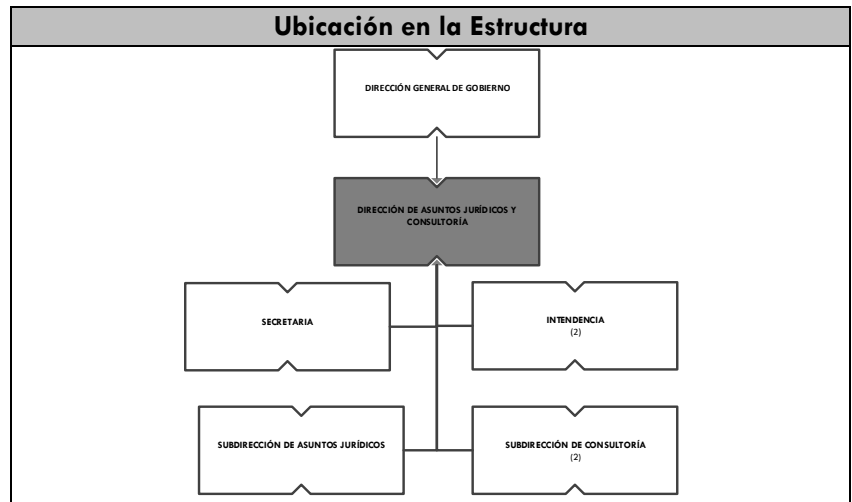 Ubicación en la Estructura
DIRECCIÓN GENERAL DE GOBIERNO
DIRECCIÓN DE ASUNTOS JURÍDICOS Y
CONSULTORÍA
SECRETARIA
INTENDENCIA
(2)
SUBDIRECCIÓN DE ASUNTOS JURÍDICOS
SUBDIRECCIÓN DE CONSULTORÍA
(2)